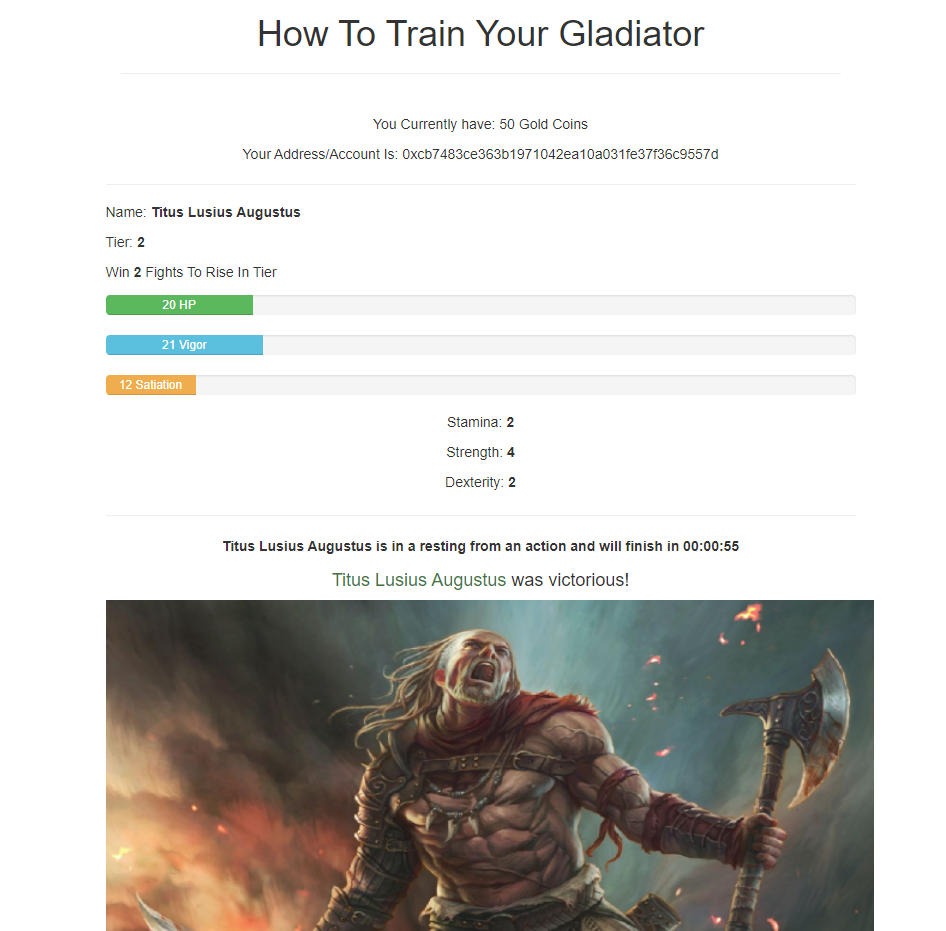 How To Train Your Gladiator
You Currently have: 50 Gold Coins
Your Address/Account Is: 0xcb7483ce363b1971042ea10a031fe37f36c9557d
Name: Titus Lusius Augustus
Tier: 2
Win 2 Fights To Rise In Tier
20 HP
21 Vigor
12 Satiation
Stamina: 2
Strength: 4
Dexterity: 2
Titus Lusius Augustus is in a resting from an action and will finish in 00:00:55
Titus Lusius Augustus was victorious!